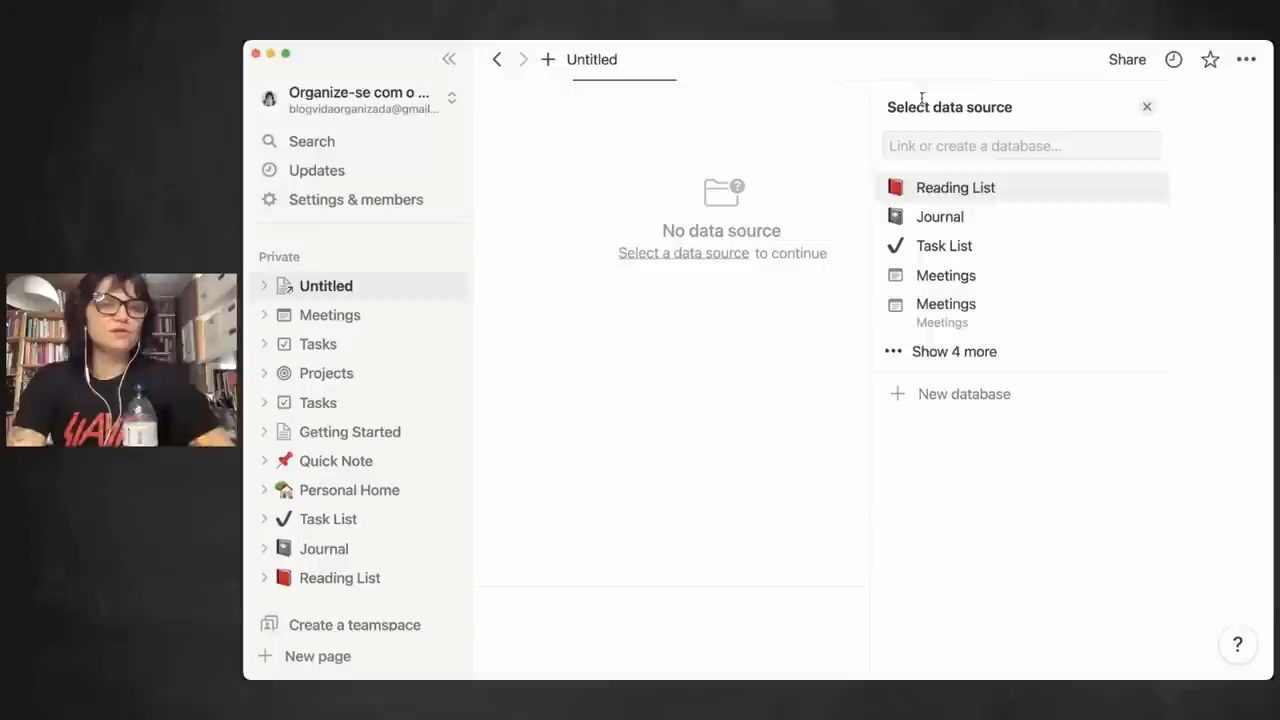 Organize-se com o ...
blogvidaorganizada@gmail...
Search
Updates
Settings & members
Private
Untitled
Meetings
Tasks
Projects
Tasks
Getting Started
Quick Note
Personal Home
Task List
Journal
Reading List
Create a teamspace
New page
Untitled
Share
No data source
Select a data source to continue
Select data source
Link or create a database...
Reading List
Journal
Task List
Meetings
Meetings
Meetings
Show 4 more
New database
?